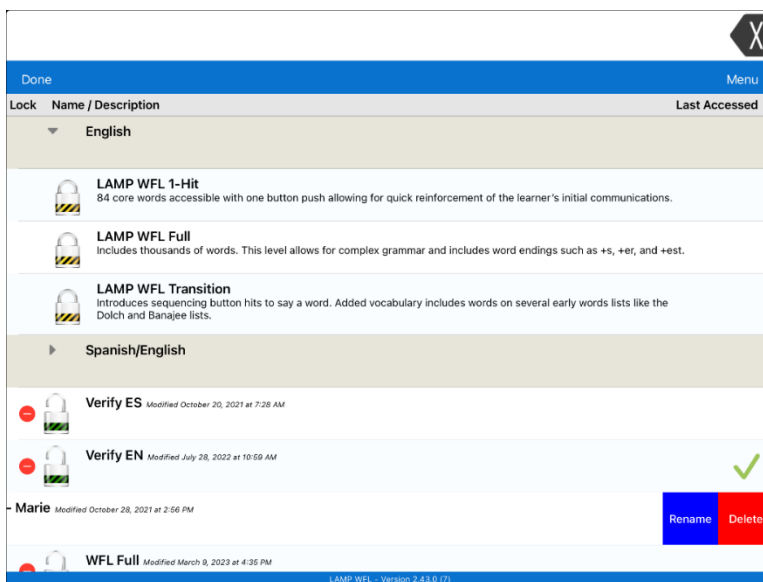 X
Done Menu
Lock Name / Description Last Accessed
English
LAMP WFL 1-Hit
84 core words accessible with one button push allowing for quick reinforcement of the learner's initial communications.
LAMP WFL Full
Includes thousands of words. This level allows for complex grammar and includes word endings such as +s, +er, and +est.
LAMP WFL Transition
Introduces sequencing button hits to say a word. Added vocabulary includes words on several early words lists like the
Dolch and Banajee lists.
Spanish/English
Verify ES Modified October 20, 2021 at 7:28 AM
Verify EN Modified July 28, 2022 at 10:59 AM
- Marie Modified October 28, 2021 at 2:56 PM Rename Delete
WFL Full Modified March 9, 2023 at 4:35 PM
LAMP WFL - Version 2.43.0 (7)